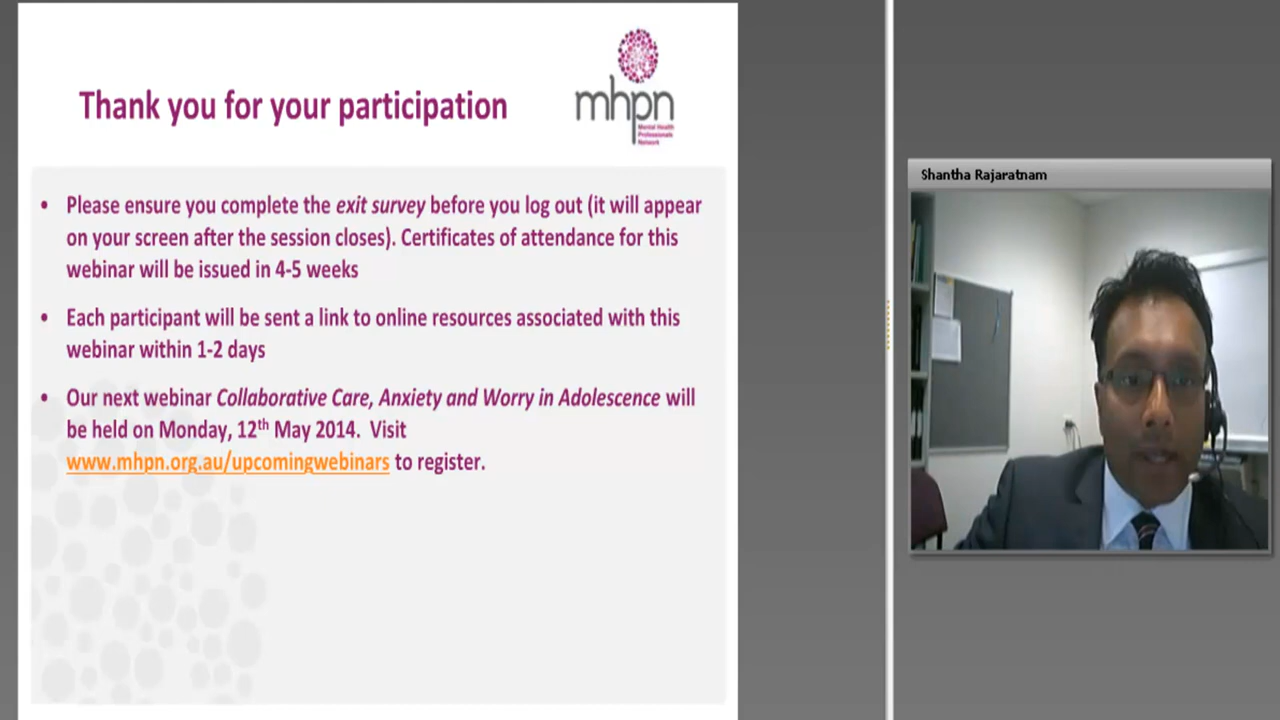 Thank you for your participation
mhpn
Mental Health
Professionals
Network
• Please ensure you complete the exit survey before you log out (it will appear
on your screen after the session closes). Certificates of attendance for this
webinar will be issued in 4-5 weeks
• Each participant will be sent a link to online resources associated with this
webinar within 1-2 days
• Our next webinar Collaborative Care, Anxiety and Worry in Adolescence will
be held on Monday, 12th May 2014. Visit
www.mhpn.org.au/upcomingwebinars to register.
Shantha Rajaratnam